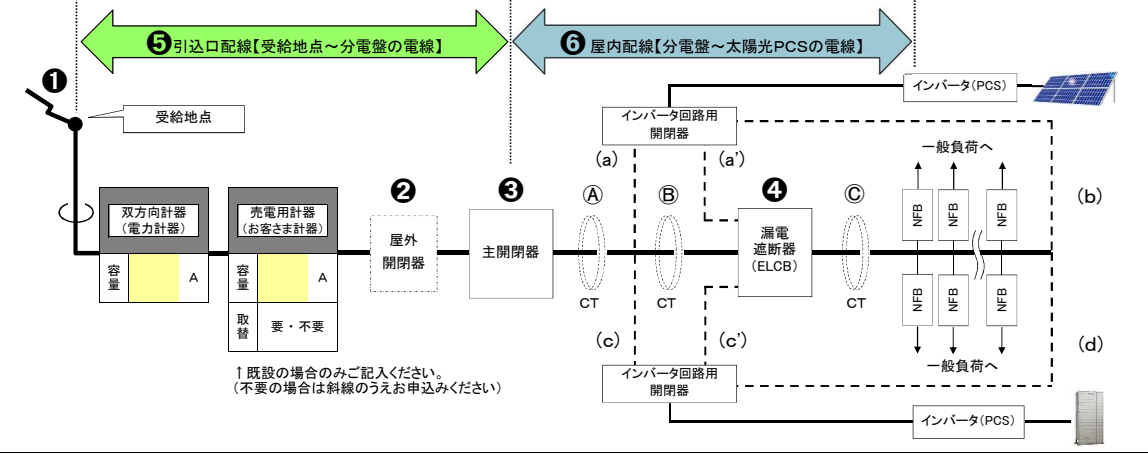 ❺引込口配線【受給地点～分電盤の電線】
❻屋内配線【分電盤～太陽光PCSの電線】
❶
受給地点
インバータ(PCS)
インバータ回路用
開閉器
(a)
(a')
一般負荷へ
(b)
双方向計器
(電力計器)
容量
A
売電用計器
(お客さま計器)
容量
A
取替
要・不要
↑既設の場合のみご記入ください。
(不要の場合は斜線のうえお申込みください)
❷
屋外
開閉器
❸
主開閉器
Ⓐ
CT
Ⓑ
CT
❹
漏電
遮断器
(ELCB)
Ⓒ
CT
NFB
NFB
NFB
NFB
NFB
NFB
(c)
(c')
(d)
一般負荷へ
インバータ回路用
開閉器
インバータ(PCS)